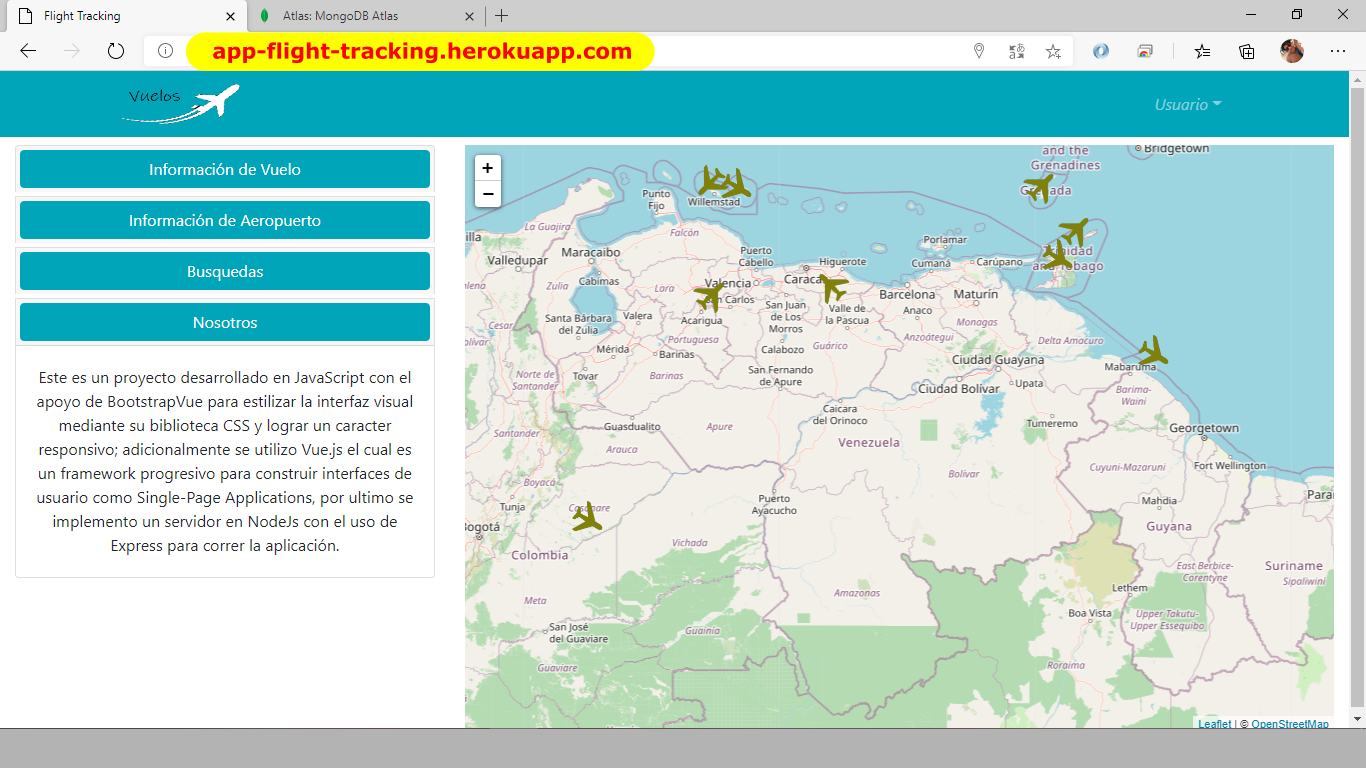 Flight Tracking
Atlas: MongoDB Atlas
app-flight-tracking.herokuapp.com
Vuelos
Usuario
Información de Vuelo
Información de Aeropuerto
Busquedas
Nosotros
Este es un proyecto desarrollado en JavaScript con el
apoyo de BootstrapVue para estilizar la interfaz visual
mediante su biblioteca CSS y lograr un caracter
responsivo; adicionalmente se utilizo Vue.js el cual es
un framework progresivo para construir interfaces de
usuario como Single-Page Applications, por ultimo se
implemento un servidor en NodeJs con el uso de
Express para correr la aplicación.
+
−
and the
Grenadines
Bridgetown
Grenada
Punto
Fijo
Willemstad
La Guajira
Falcón
Maracaibo
Valledupar
Puerto
Cabello
Higuerote
Porlamar
Cumaná
Carúpano
Cabimas
Zulia
Lara
Valencia
San Carlos
Barcelona
Maturín
Anaco
Santa Bárbara
del Zulia
Valera
Acarigua
San Juan
de Los
Morros
Valle de
la Pascua
Portuguesa
Guárico
Anzoátegui
Monagas
Delta Amacuro
Mérida
Barinas
Calabozo
Ciudad Guayana
Mabaruma
Norte de
Santander
Tovar
Barinas
San Fernando
de Apure
Ciudad Bolívar
Upata
Barima-
Waini
Caicara
del Orinoco
Tumeremo
Santander
Guasdualito
Apure
Venezuela
Georgetown
Arauca
Bolívar
Cuyuni-Mazaruni
Fort Wellington
Boyacá
Tunja
Casanare
Puerto
Ayacucho
Mahdia
Guyana
Colombia
Vichada
East Berbice-
Corentyne
Suriname
Sipaliwini
Meta
Amazonas
Lethem
Boa Vista
Upper Takutu-
Upper Essequibo
San José
del Guaviare
Guainía
Guaviare
Roraima
Leaflet | © OpenStreetMap